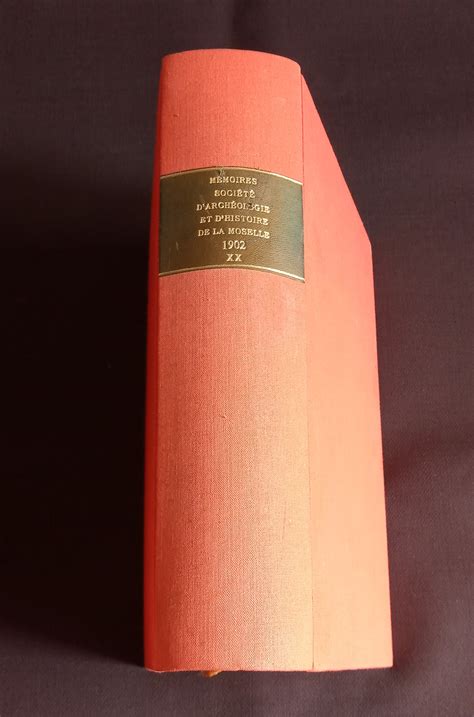 MÉMOIRES
SOCIÉTÉ
D'ARCHÉOLOGIE
ET D'HISTOIRE
DE LA MOSELLE
1902
XX